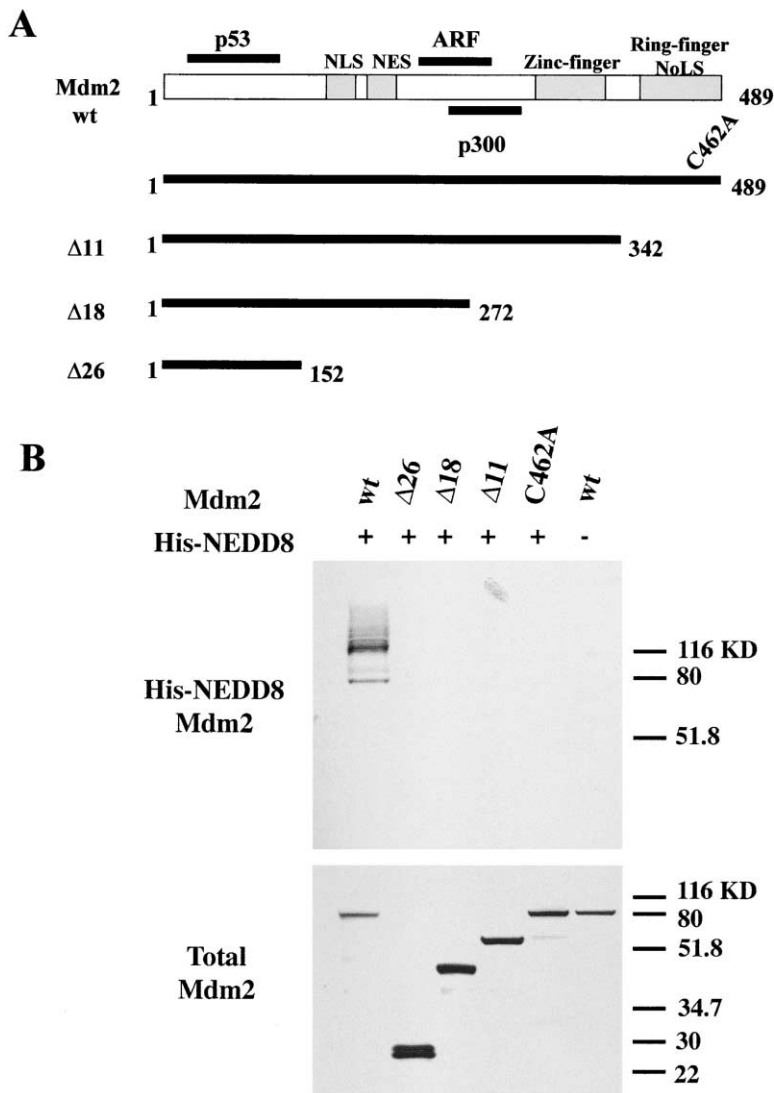 A
p53
ARF
Ring-finger
NLS
NES
Zinc-finger
NoLS
Mdm2
wt
1
489
p300
C462A
1
489
Δ11
1
342
Δ18
1
272
Δ26
1
152
B
Mdm2
wt
Δ26
Δ18
Δ11
C462A
wt
His-NEDD8
+
+
+
+
+
-
116 KD
80
His-NEDD8
Mdm2
51.8
116 KD
80
Total
Mdm2
51.8
34.7
30
22